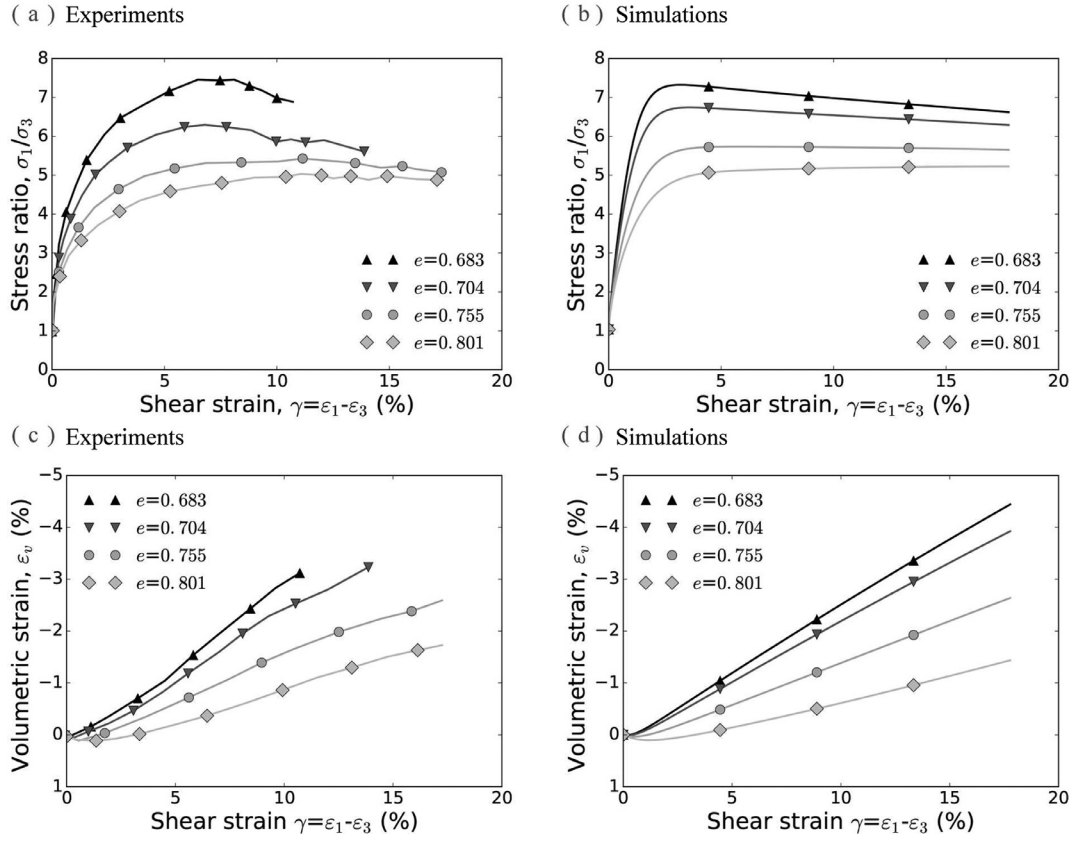 (a) Experiments
8
7
6
5
4
3
2
1
0
Stress ratio, σ₁/σ₃
e=0.683
e=0.704
e=0.755
e=0.801
0 5 10 15 20
Shear strain, γ=ε₁-ε₃ (%)
(b) Simulations
8
7
6
5
4
3
2
1
0
Stress ratio, σ₁/σ₃
e=0.683
e=0.704
e=0.755
e=0.801
0 5 10 15 20
Shear strain, γ=ε₁-ε₃ (%)
(c) Experiments
−5
−4
−3
−2
−1
0
1
Volumetric strain, εᵥ (%)
e=0.683
e=0.704
e=0.755
e=0.801
0 5 10 15 20
Shear strain γ=ε₁-ε₃ (%)
(d) Simulations
−5
−4
−3
−2
−1
0
1
Volumetric strain, εᵥ (%)
e=0.683
e=0.704
e=0.755
e=0.801
0 5 10 15 20
Shear strain γ=ε₁-ε₃ (%)